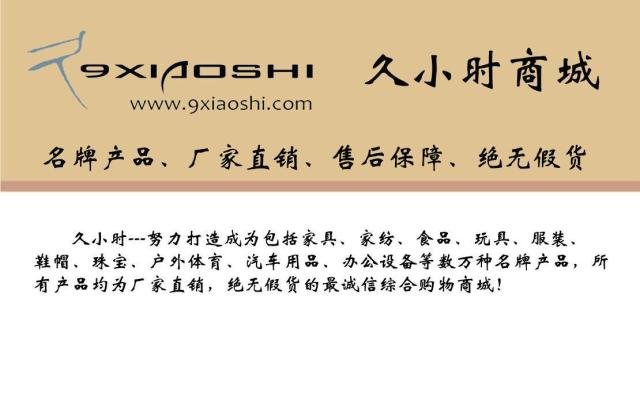 9XIAOSHI 久小时商城
www.9xiaoshi.com
名牌产品、厂家直销、售后保障、绝无假货
久小时---努力打造成为包括家具、家纺、食品、玩具、服装、
鞋帽、珠宝、户外体育、汽车用品、办公设备等数万种名牌产品，所
有产品均为厂家直销，绝无假货的最诚信综合购物商城！